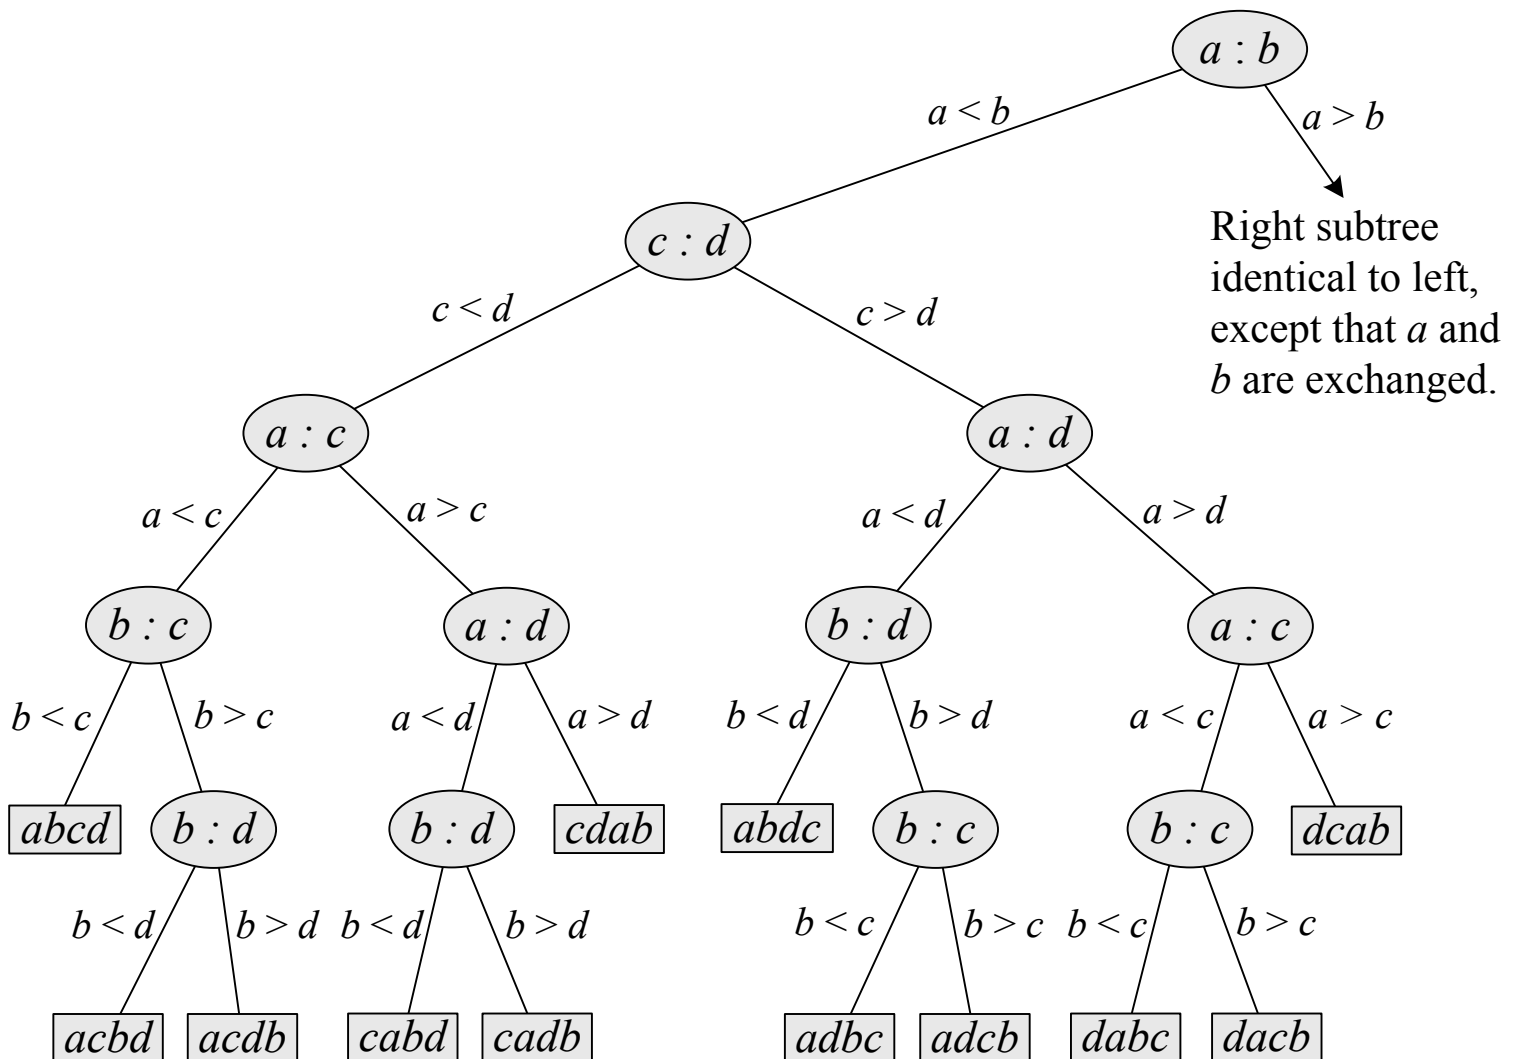 a : b
a < b
a > b
Right subtree
identical to left,
except that a and
b are exchanged.
c : d
c < d
c > d
a : c
a : d
a < c
a > c
a < d
a > d
b : c
a : d
b : d
a : c
b < c
b > c
a < d
a > d
b < d
b > d
a < c
a > c
abcd
b : d
b : d
cdab
abdc
b : c
b : c
dcab
b < d
b > d
b < d
b > d
b < c
b > c
b < c
b > c
acbd
acdb
cabd
cadb
adbc
adcb
dabc
dacb